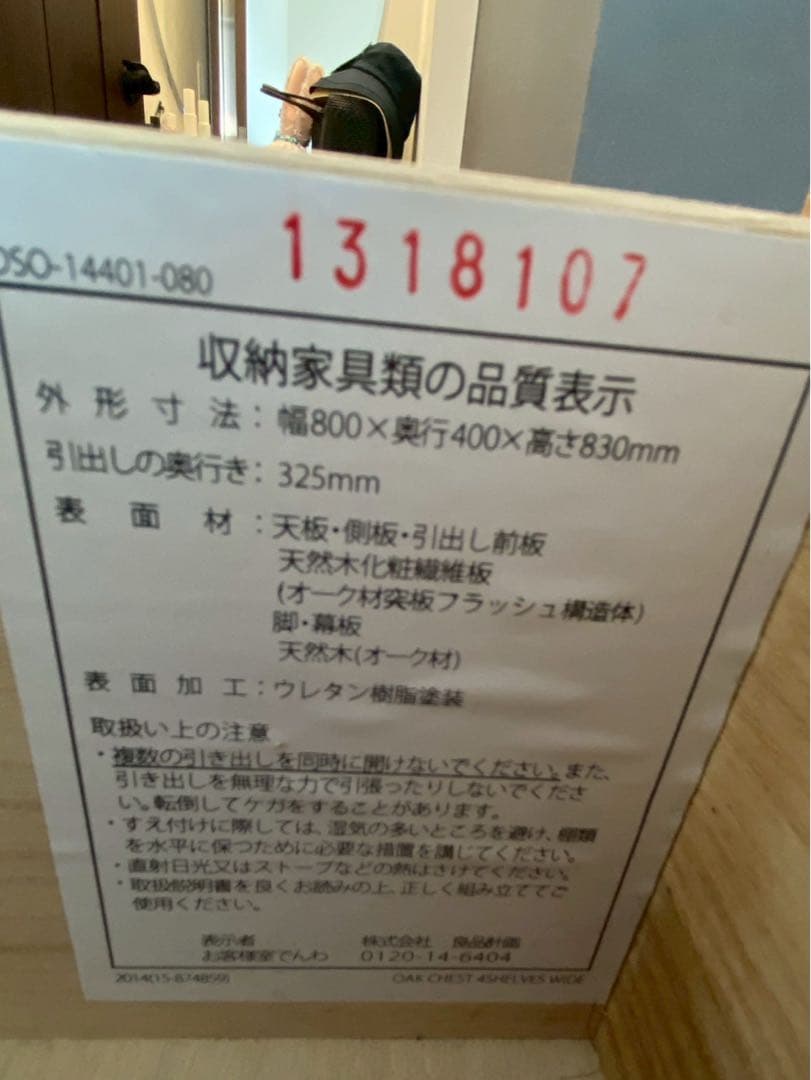 OSO-14401-080 1318107
収納家具類の品質表示
外形寸法：幅800×奥行400×高さ830mm
引出しの奥行き：325mm
表面材：天板・側板・引出し前板
天然木化粧繊維板
(オーク材突板フラッシュ構造体)
脚・幕板
天然木(オーク材)
表面加工：ウレタン樹脂塗装
取扱い上の注意
・複数の引き出しを同時に開けないでください。また、
引き出しを無理な力で引張ったりしないでくださ
い。転倒してケガをすることがあります。
・すえ付けに際しては、湿気の多いところを避け、棚類
を水平に保つために必要な措置を講じてください。
・直射日光又はストーブなどの熱はさけてください。
・取扱説明書を良くお読みの上、正しく組み立ててご
使用ください。
表示者 株式会社 良品計画
お客様室でんわ 0120-14-6404
2014(15-874859) OAK CHEST 4SHELVES WIDE